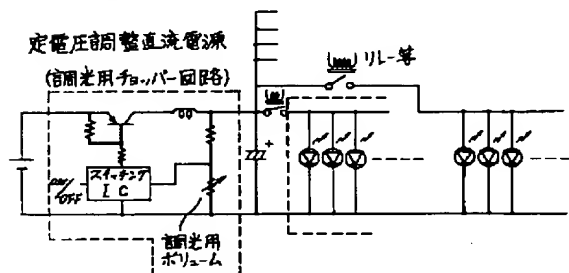 定電圧調整直流電源
(調光用チョッパー回路)
リレー等
スイッチング
IC
ON/OFF
+
調光用
ボリューム